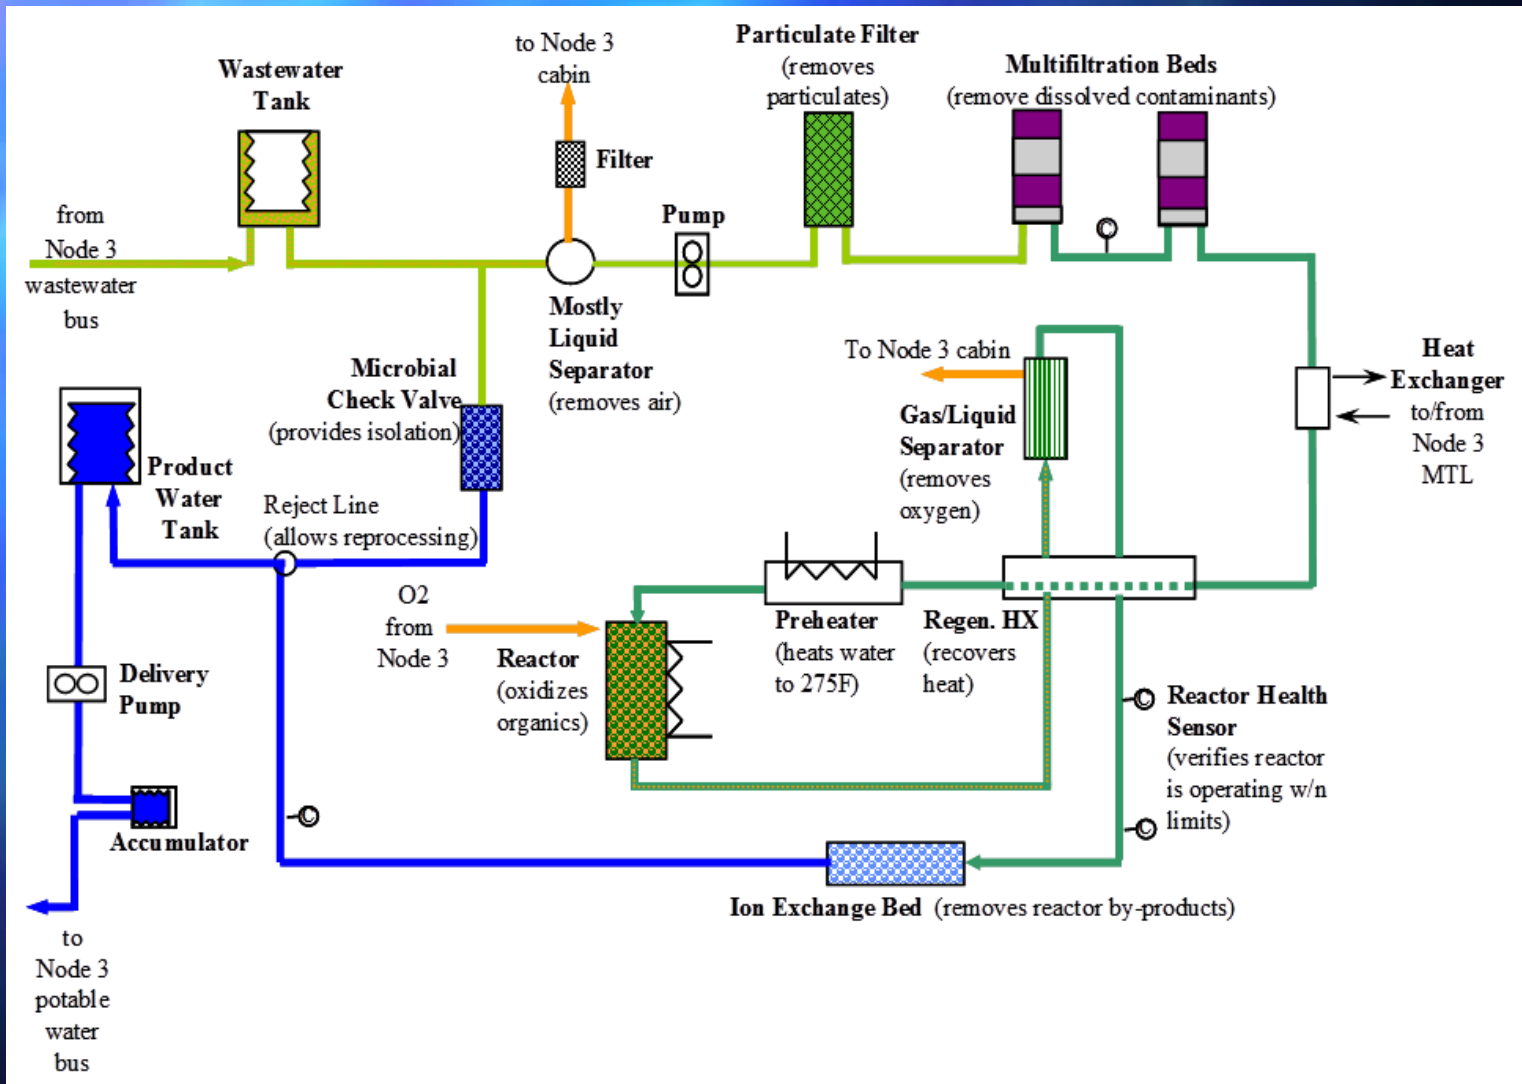 Wastewater
Tank
to Node 3
cabin
Particulate Filter
(removes
particulates)
Multifiltration Beds
(remove dissolved contaminants)
Filter
Pump
from
Node 3
wastewater
bus
Mostly
Liquid
Separator
(removes air)
C
To Node 3 cabin
Gas/Liquid
Separator
(removes
oxygen)
Heat
Exchanger
to/from
Node 3
MTL
Microbial
Check Valve
(provides isolation)
Product
Water
Tank
Reject Line
(allows reprocessing)
O2
from
Node 3
Reactor
(oxidizes
organics)
Preheater
(heats water
to 275F)
Regen. HX
(recovers
heat)
C
Reactor Health
Sensor
(verifies reactor
is operating w/n
limits)
C
Delivery
Pump
Accumulator
C
Ion Exchange Bed (removes reactor by-products)
to
Node 3
potable
water
bus